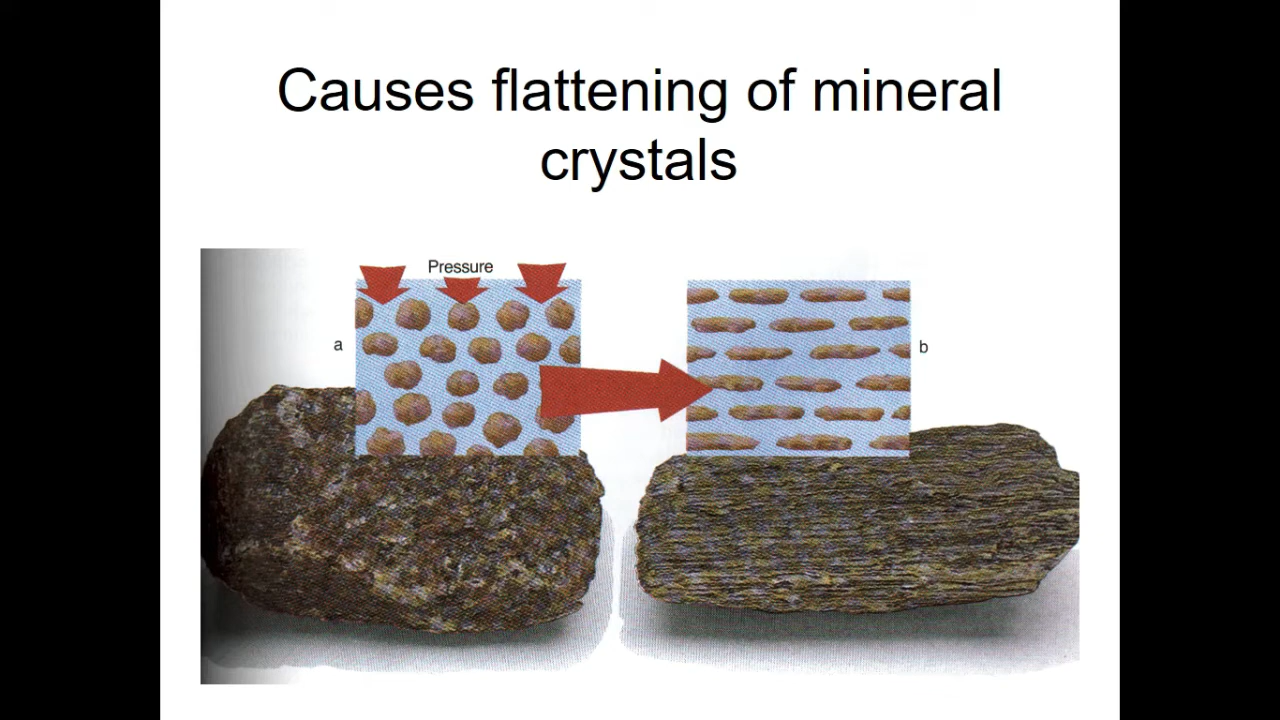 Causes flattening of mineral
crystals
Pressure
a
b